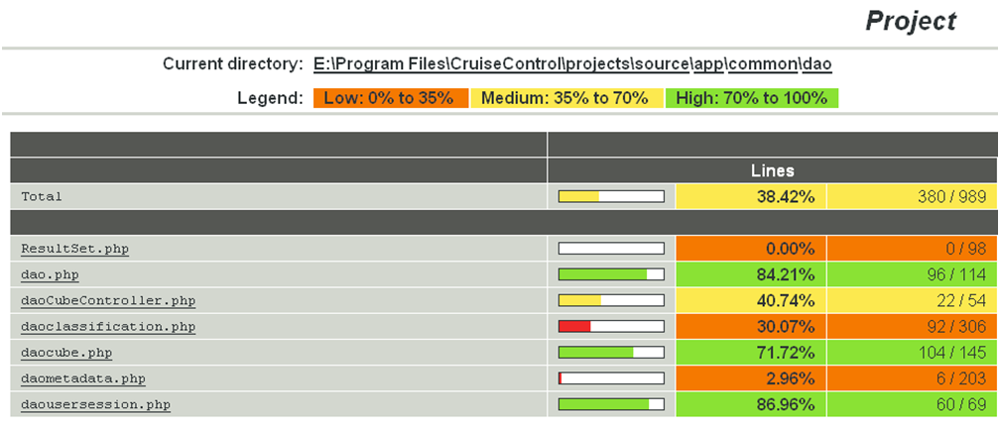 Project
Current directory: E:\Program Files\CruiseControl\projects\source\app\common\dao
Legend: Low: 0% to 35% Medium: 35% to 70% High: 70% to 100%
Lines
Total 38.42% 380 / 989
ResultSet.php 0.00% 0 / 98
dao.php 84.21% 96 / 114
daoCubeController.php 40.74% 22 / 54
daoclassification.php 30.07% 92 / 306
daocube.php 71.72% 104 / 145
daometadata.php 2.96% 6 / 203
daousersession.php 86.96% 60 / 69